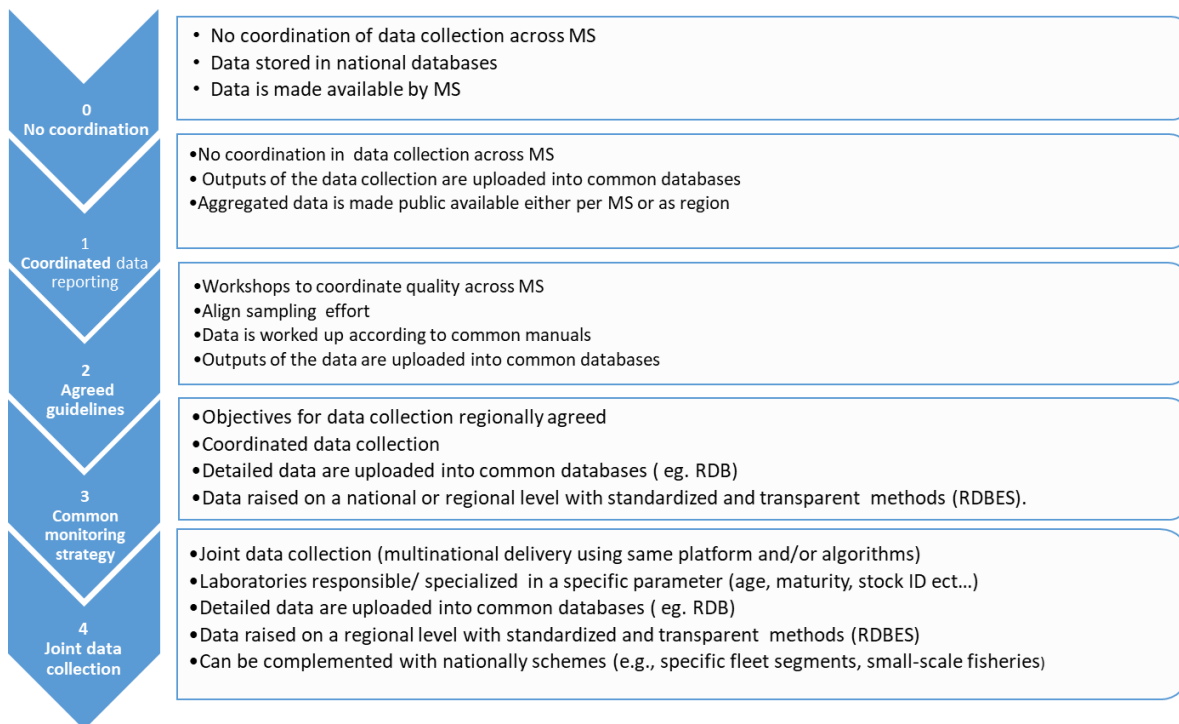 0
No coordination
• No coordination of data collection across MS
• Data stored in national databases
• Data is made available by MS
1
Coordinated data
reporting
•No coordination in data collection across MS
• Outputs of the data collection are uploaded into common databases
•Aggregated data is made public available either per MS or as region
2
Agreed
guidelines
•Workshops to coordinate quality across MS
•Align sampling effort
•Data is worked up according to common manuals
•Outputs of the data are uploaded into common databases
3
Common
monitoring
strategy
•Objectives for data collection regionally agreed
•Coordinated data collection
•Detailed data are uploaded into common databases ( eg. RDB)
•Data raised on a national or regional level with standardized and transparent methods (RDBES).
4
Joint data
collection
•Joint data collection (multinational delivery using same platform and/or algorithms)
•Laboratories responsible/ specialized in a specific parameter (age, maturity, stock ID ect...)
•Detailed data are uploaded into common databases ( eg. RDB)
•Data raised on a regional level with standardized and transparent methods (RDBES)
•Can be complemented with nationally schemes (e.g., specific fleet segments, small-scale fisheries)